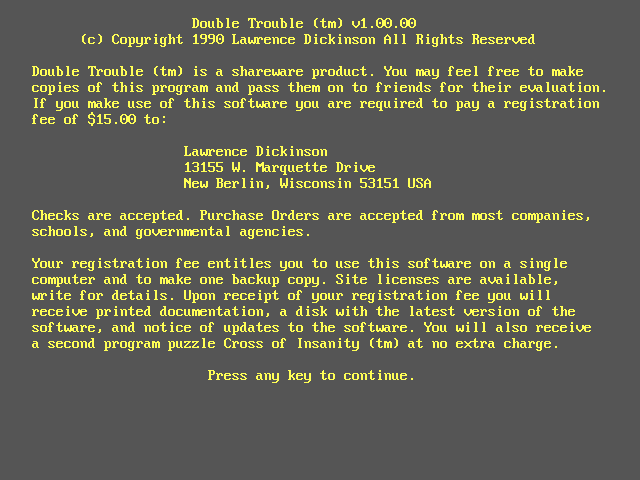 Double Trouble (tm) v1.00.00
(c) Copyright 1990 Lawrence Dickinson All Rights Reserved
Double Trouble (tm) is a shareware product. You may feel free to make
copies of this program and pass them on to friends for their evaluation.
If you make use of this software you are required to pay a registration
fee of $15.00 to:
Lawrence Dickinson
13155 W. Marquette Drive
New Berlin, Wisconsin 53151 USA
Checks are accepted. Purchase Orders are accepted from most companies,
schools, and governmental agencies.
Your registration fee entitles you to use this software on a single
computer and to make one backup copy. Site licenses are available,
write for details. Upon receipt of your registration fee you will
receive printed documentation, a disk with the latest version of the
software, and notice of updates to the software. You will also receive
a second program puzzle Cross of Insanity (tm) at no extra charge.
Press any key to continue.